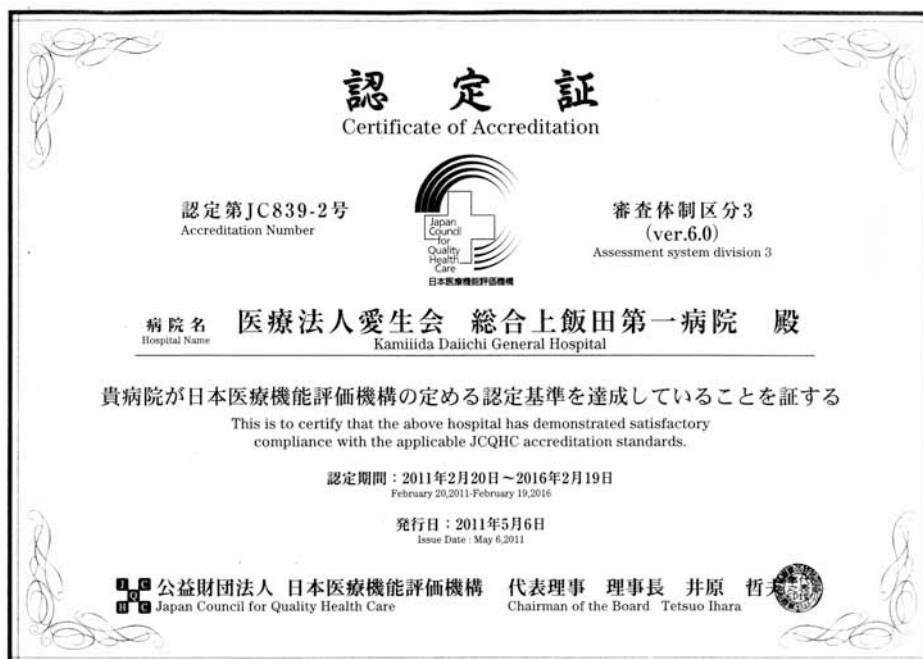 認定証
Certificate of Accreditation
認定第JC839-2号
Accreditation Number
Japan
Council
for
Quality
Health
Care
日本医療機能評価機構
審査体制区分3
(ver.6.0)
Assessment system division 3
病院名 医療法人愛生会 総合上飯田第一病院 殿
Hospital Name Kamiiida Daiichi General Hospital
貴病院が日本医療機能評価機構の定める認定基準を達成していることを証する
This is to certify that the above hospital has demonstrated satisfactory
compliance with the applicable JCQHC accreditation standards.
認定期間：2011年2月20日～2016年2月19日
February 20,2011-February 19,2016
発行日：2011年5月6日
Issue Date : May 6,2011
JCQHC 公益財団法人 日本医療機能評価機構 代表理事 理事長 井原 哲夫
Japan Council for Quality Health Care Chairman of the Board Tetsuo Ihara